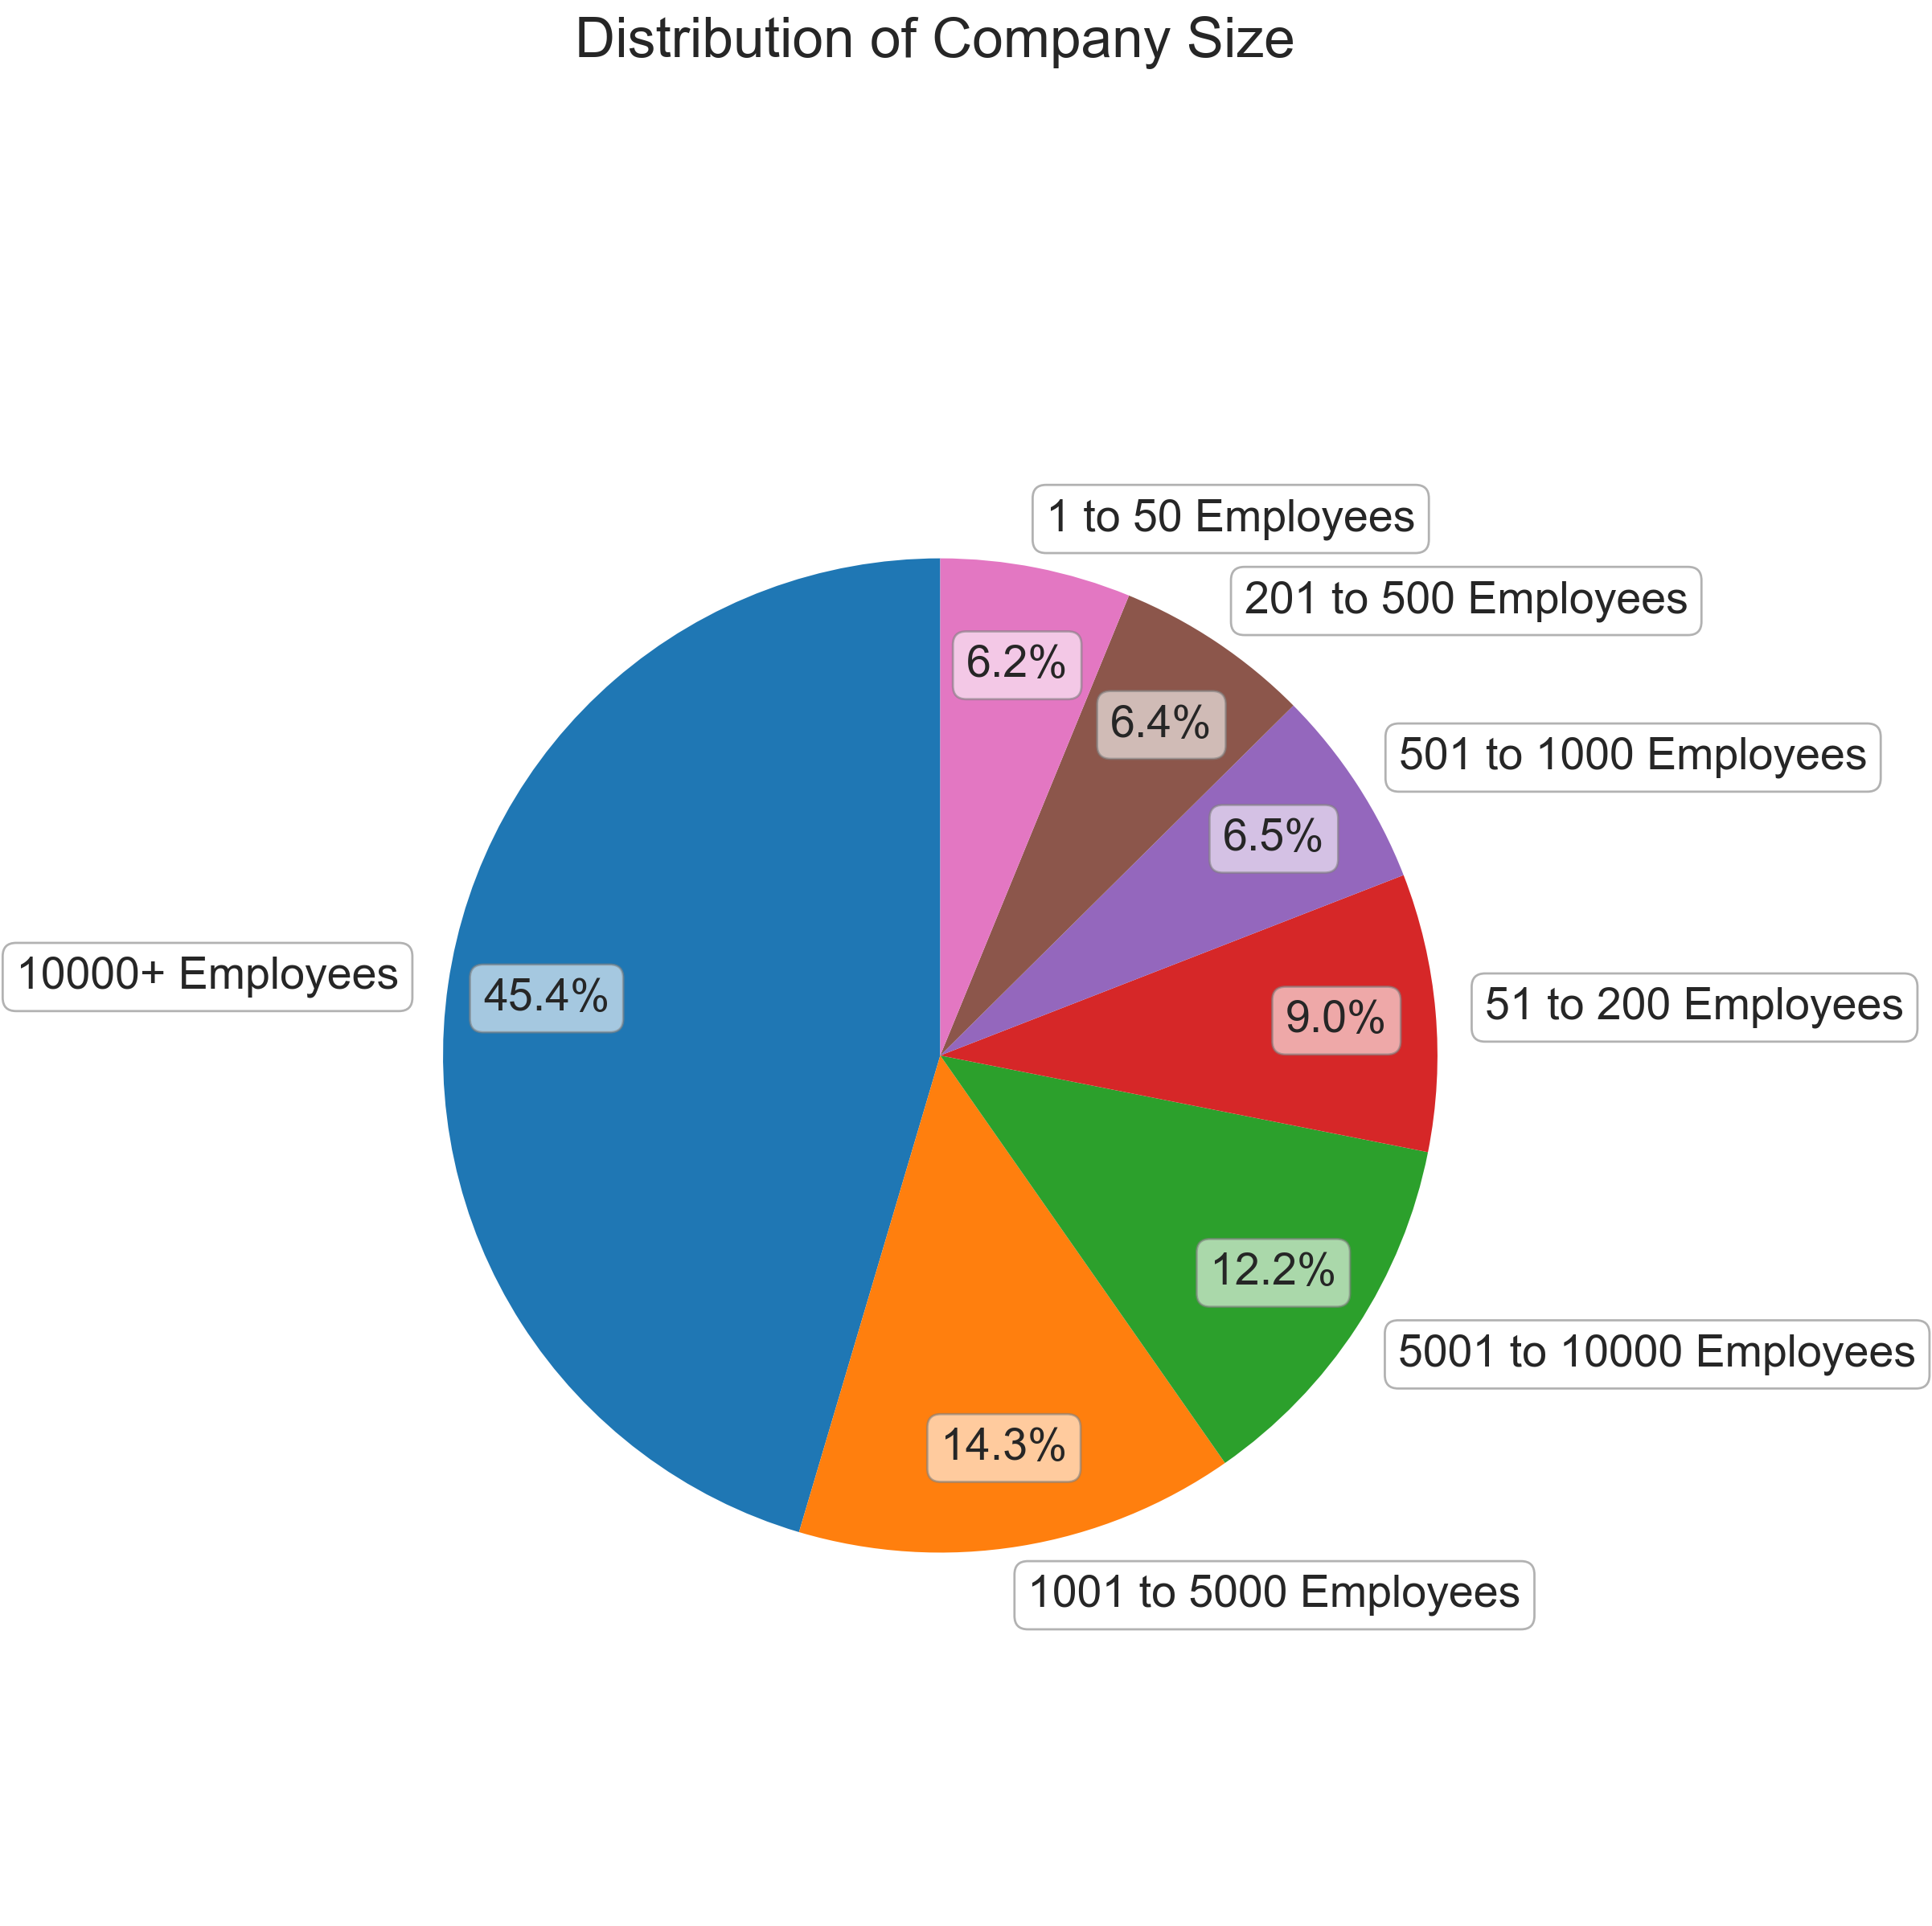 Distribution of Company Size
1 to 50 Employees
201 to 500 Employees
6.2%
6.4%
501 to 1000 Employees
6.5%
10000+ Employees
45.4%
9.0%
51 to 200 Employees
12.2%
5001 to 10000 Employees
14.3%
1001 to 5000 Employees